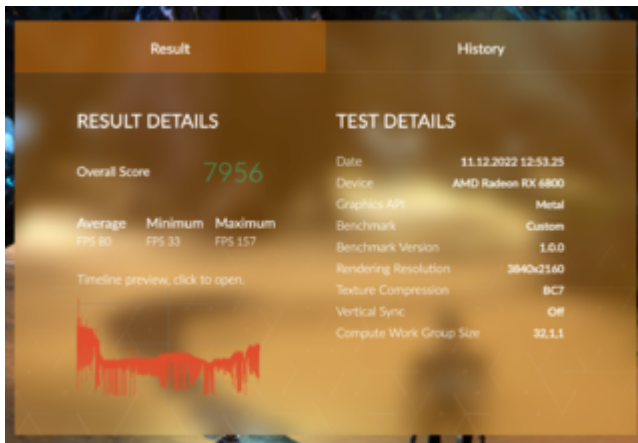 Result
History
RESULT DETAILS
Overall Score 7956
Average Minimum Maximum
FPS 80 FPS 33 FPS 157
Timeline preview, click to open.
TEST DETAILS
Date 11.12.2022 12:53.25
Device AMD Radeon RX 6800
Graphics API Metal
Benchmark Custom
Benchmark Version 1.0.0
Rendering Resolution 3840x2160
Texture Compression BC7
Vertical Sync Off
Compute Work Group Size 32,1,1